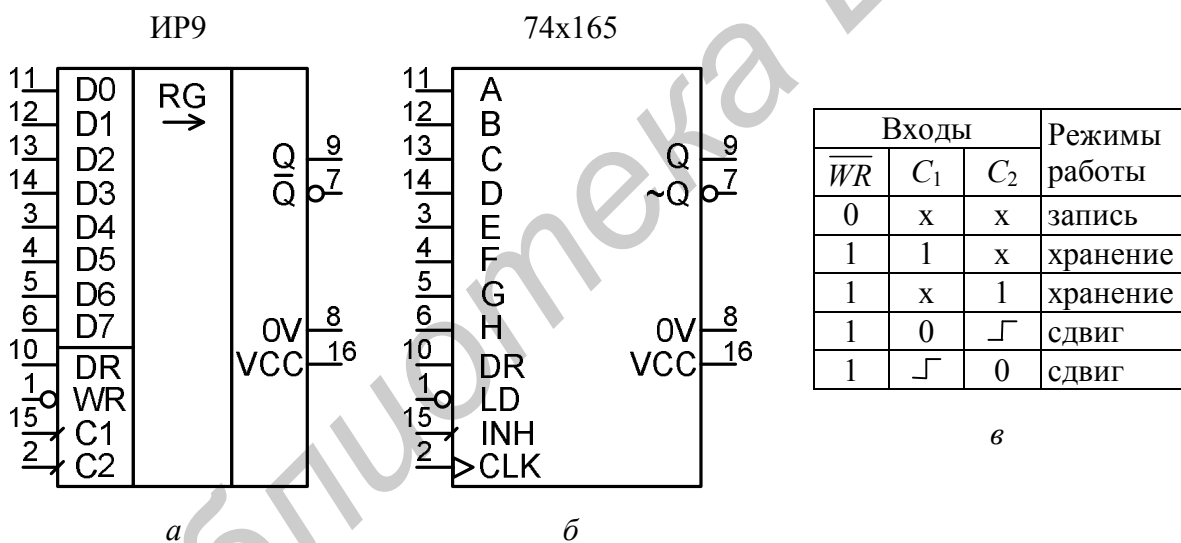 ИР9
11 D0
12 D1
13 D2
14 D3
3 D4
4 D5
5 D6
6 D7
10 DR
1 WR
15 C1
2 C2
RG
→
Q 9
Q̅ 7
0V 8
VCC 16
а
74x165
11 A
12 B
13 C
14 D
3 E
4 F
5 G
6 H
10 DR
1 LD
15 INH
2 CLK
Q 9
~Q 7
0V 8
VCC 16
б
Входы Режимы работы
W̅R̅ C₁ C₂
0 x x запись
1 1 x хранение
1 x 1 хранение
1 0 сдвиг
1 0 сдвиг
в